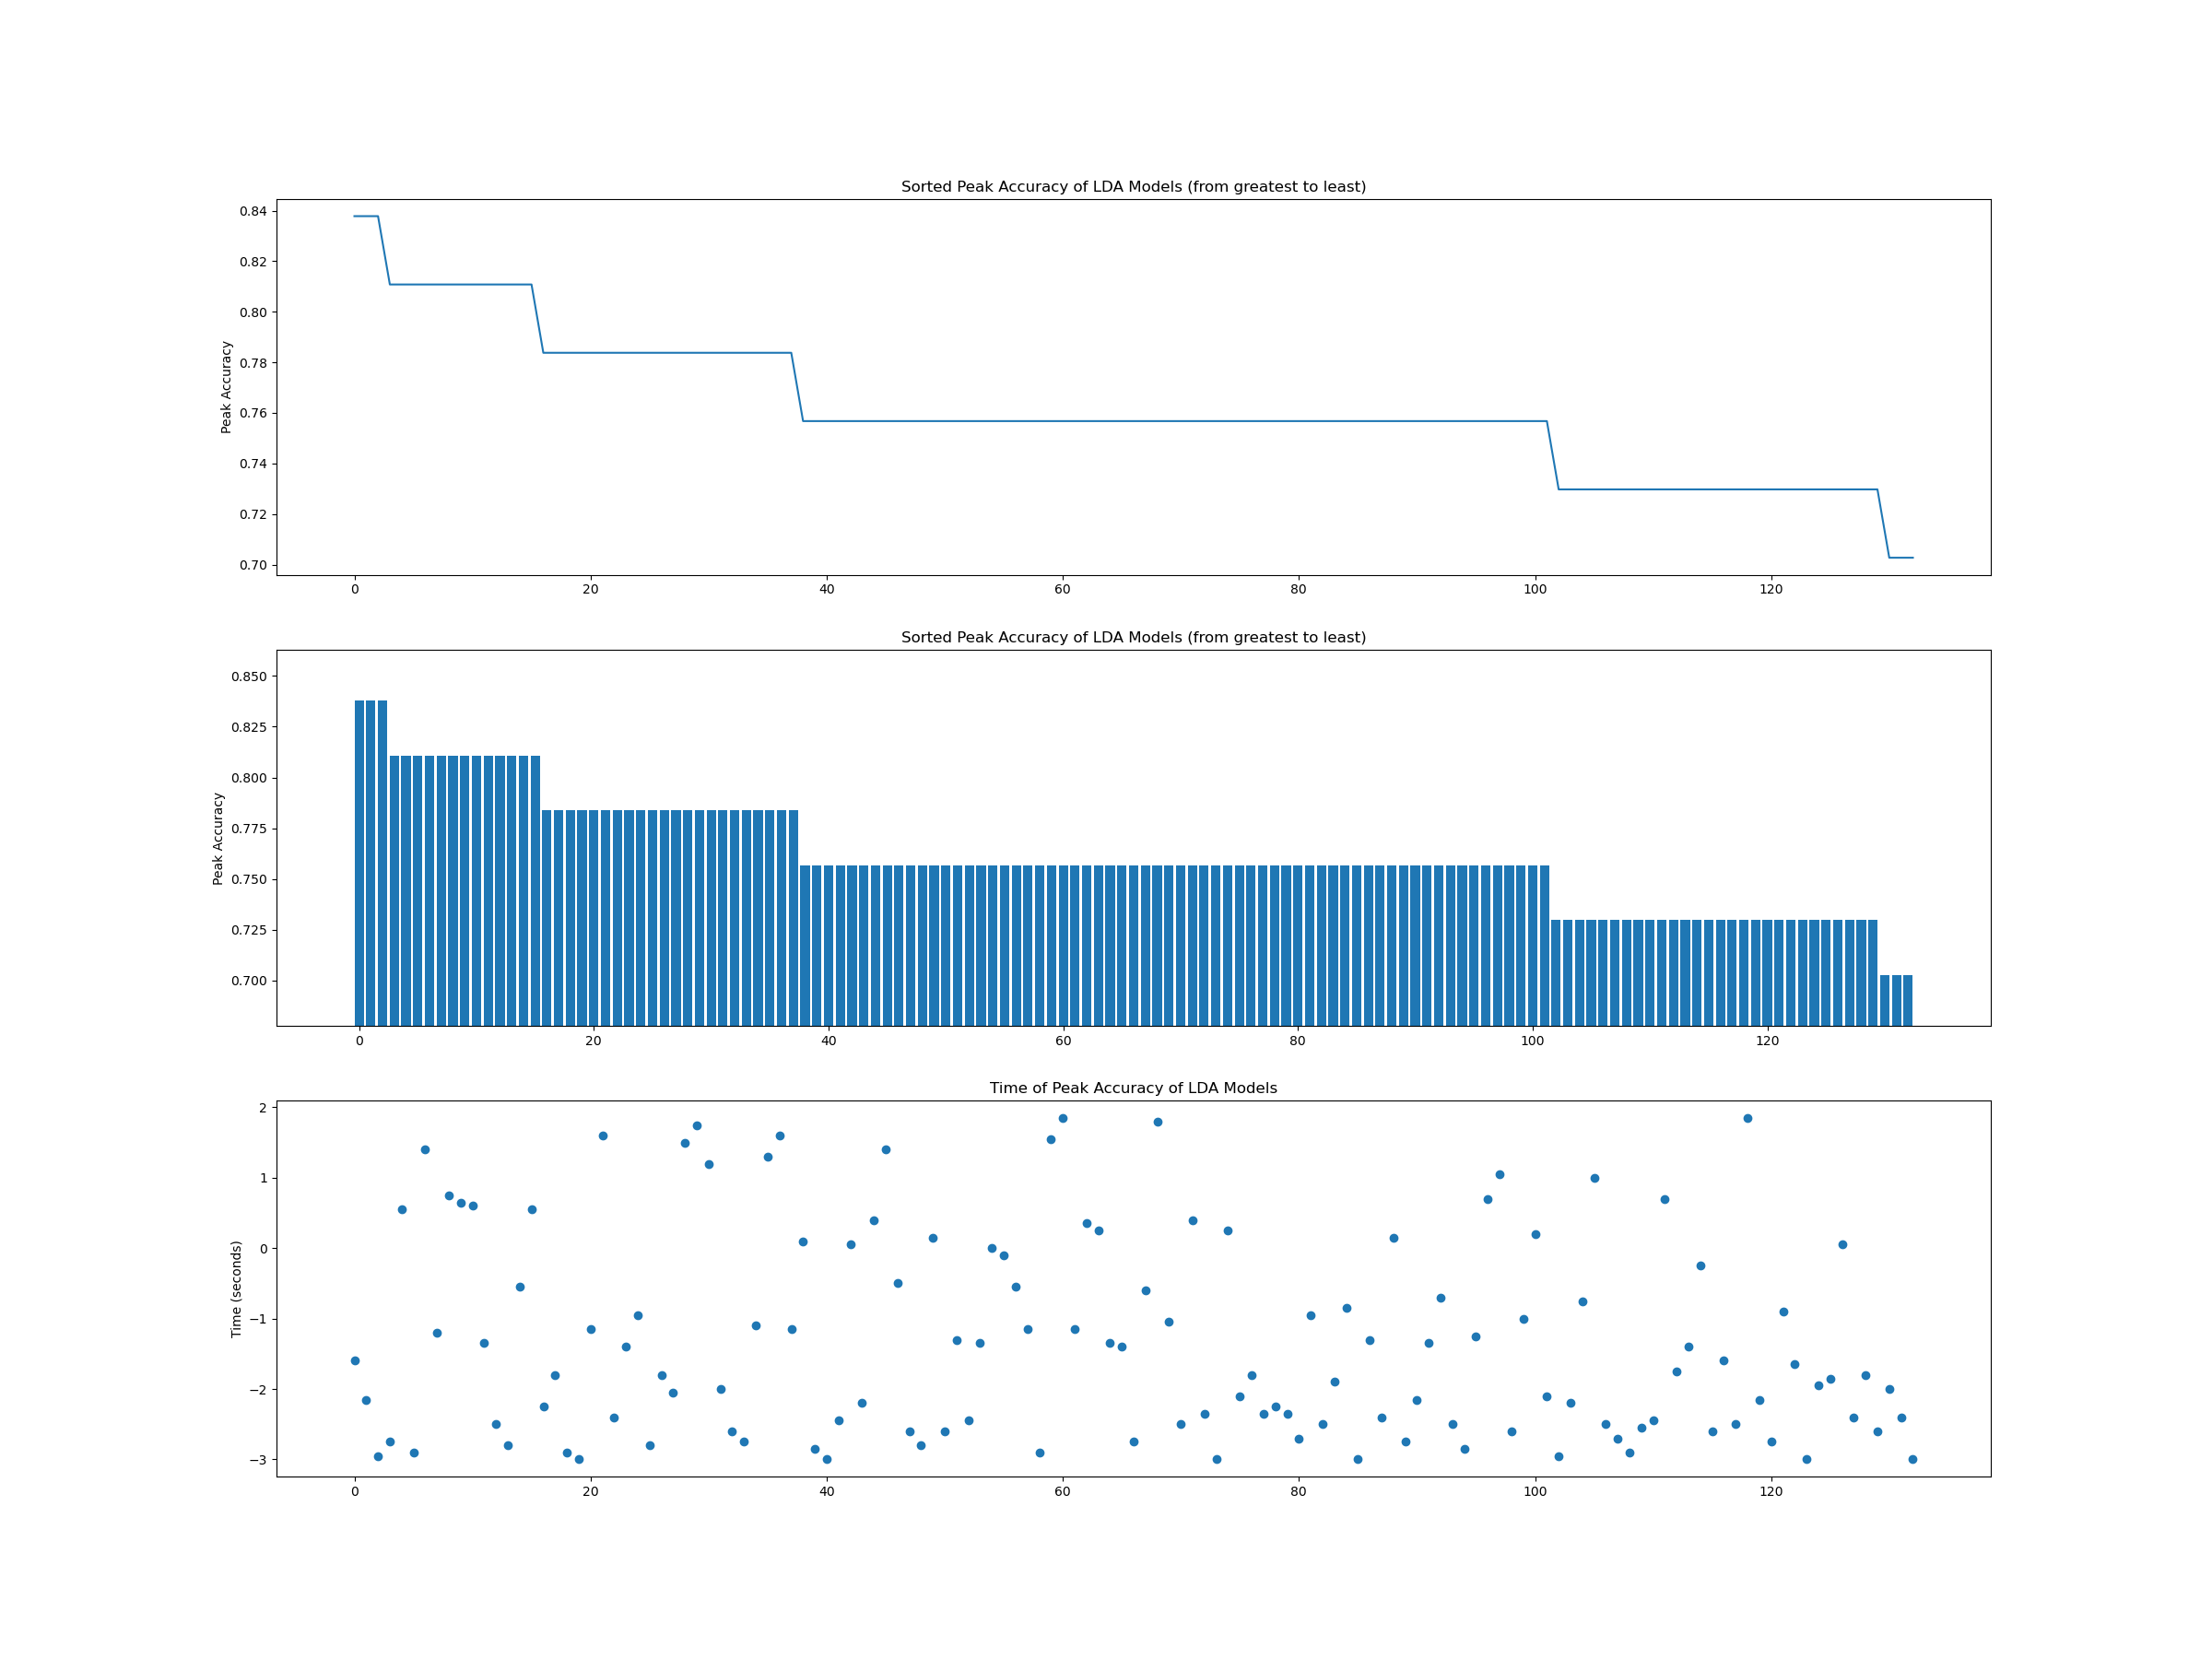 Sorted Peak Accuracy of LDA Models (from greatest to least)
Peak Accuracy
0.84
0.82
0.80
0.78
0.76
0.74
0.72
0.70
0 20 40 60 80 100 120
Sorted Peak Accuracy of LDA Models (from greatest to least)
Peak Accuracy
0.850
0.825
0.800
0.775
0.750
0.725
0.700
0 20 40 60 80 100 120
Time of Peak Accuracy of LDA Models
Time (seconds)
2
1
0
−1
−2
−3
0 20 40 60 80 100 120